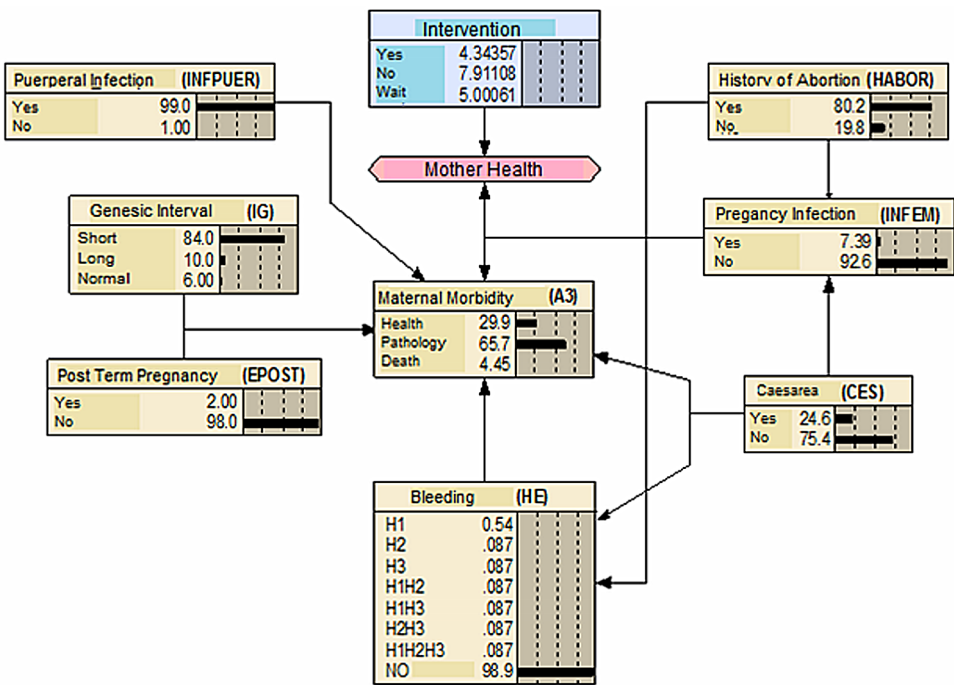 Intervention
Yes 4.34357
No 7.91108
Wait 5.00061
Puerperal Infection (INFPUER)
Yes 99.0
No 1.00
History of Abortion (HABOR)
Yes 80.2
No 19.8
Mother Health
Genesic Interval (IG)
Short 84.0
Long 10.0
Normal 6.00
Pregancy Infection (INFEM)
Yes 7.39
No 92.6
Maternal Morbidity (A3)
Health 29.9
Pathology 65.7
Death 4.45
Post Term Pregnancy (EPOST)
Yes 2.00
No 98.0
Caesarea (CES)
Yes 24.6
No 75.4
Bleeding (HE)
H1 0.54
H2 .087
H3 .087
H1H2 .087
H1H3 .087
H2H3 .087
H1H2H3 .087
NO 98.9